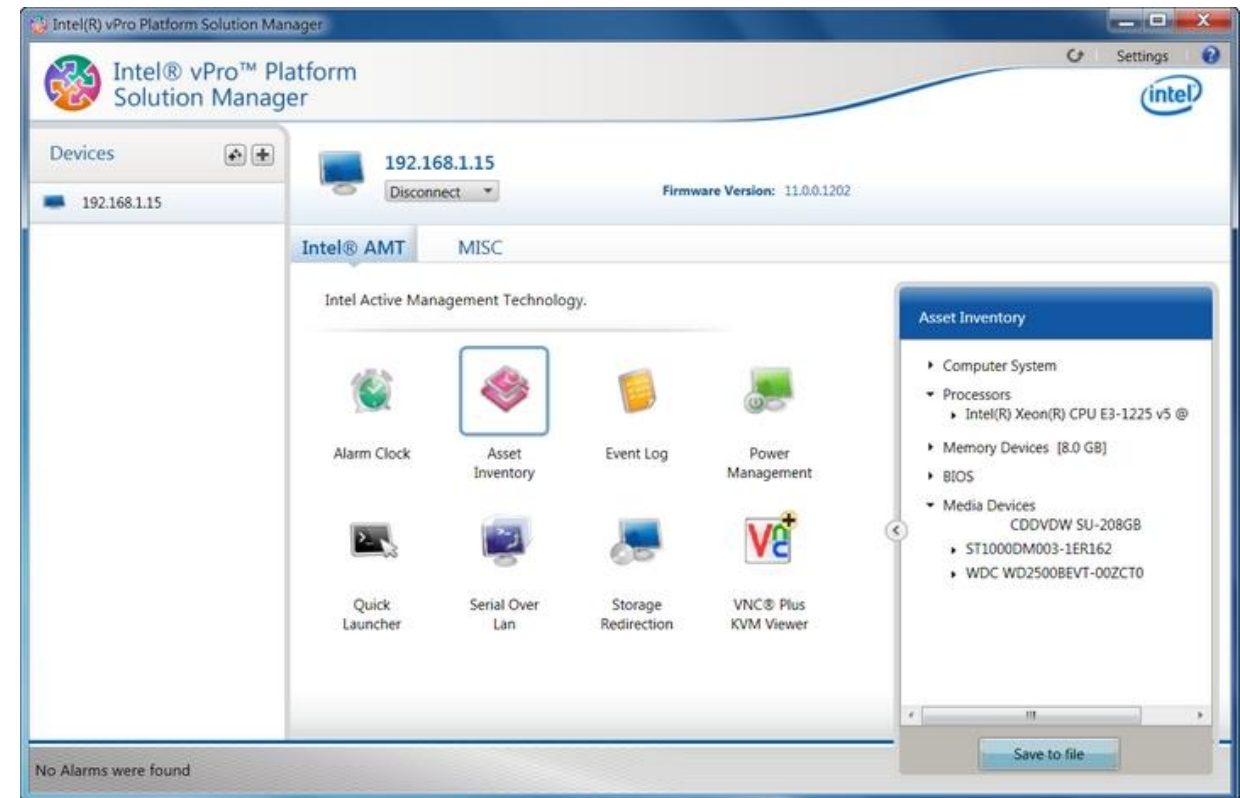 Intel(R) vPro Platform Solution Manager
Settings
Intel® vPro™ Platform
Solution Manager
intel
Devices
192.168.1.15
192.168.1.15
Disconnect
Firmware Version: 11.0.0.1202
Intel® AMT
MISC
Intel Active Management Technology.
Alarm Clock
Asset
Inventory
Event Log
Power
Management
Quick
Launcher
Serial Over
Lan
Storage
Redirection
VNC® Plus
KVM Viewer
Asset Inventory
Computer System
Processors
Intel(R) Xeon(R) CPU E3-1225 v5 @
Memory Devices [8.0 GB]
BIOS
Media Devices
CDDVDW SU-208GB
ST1000DM003-1ER162
WDC WD2500BEVT-00ZCT0
Save to file
No Alarms were found